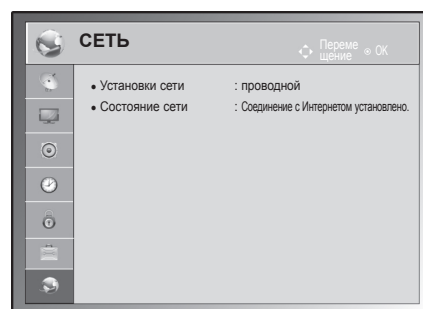 СЕТЬ
Переме
щение
OK
• Установки сети : проводной
• Состояние сети : Соединение с Интернетом установлено.